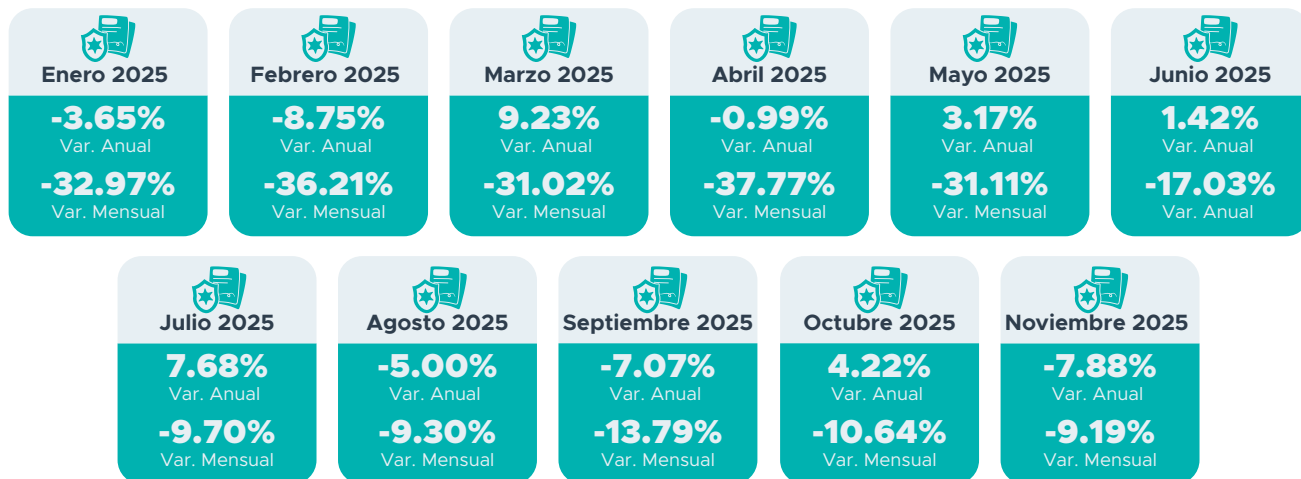 Enero 2025
-3.65%
Var. Anual
-32.97%
Var. Mensual
Febrero 2025
-8.75%
Var. Anual
-36.21%
Var. Mensual
Marzo 2025
9.23%
Var. Anual
-31.02%
Var. Mensual
Abril 2025
-0.99%
Var. Anual
-37.77%
Var. Mensual
Mayo 2025
3.17%
Var. Anual
-31.11%
Var. Mensual
Junio 2025
1.42%
Var. Anual
-17.03%
Var. Anual
Julio 2025
7.68%
Var. Anual
-9.70%
Var. Mensual
Agosto 2025
-5.00%
Var. Anual
-9.30%
Var. Mensual
Septiembre 2025
-7.07%
Var. Anual
-13.79%
Var. Mensual
Octubre 2025
4.22%
Var. Anual
-10.64%
Var. Mensual
Noviembre 2025
-7.88%
Var. Anual
-9.19%
Var. Mensual